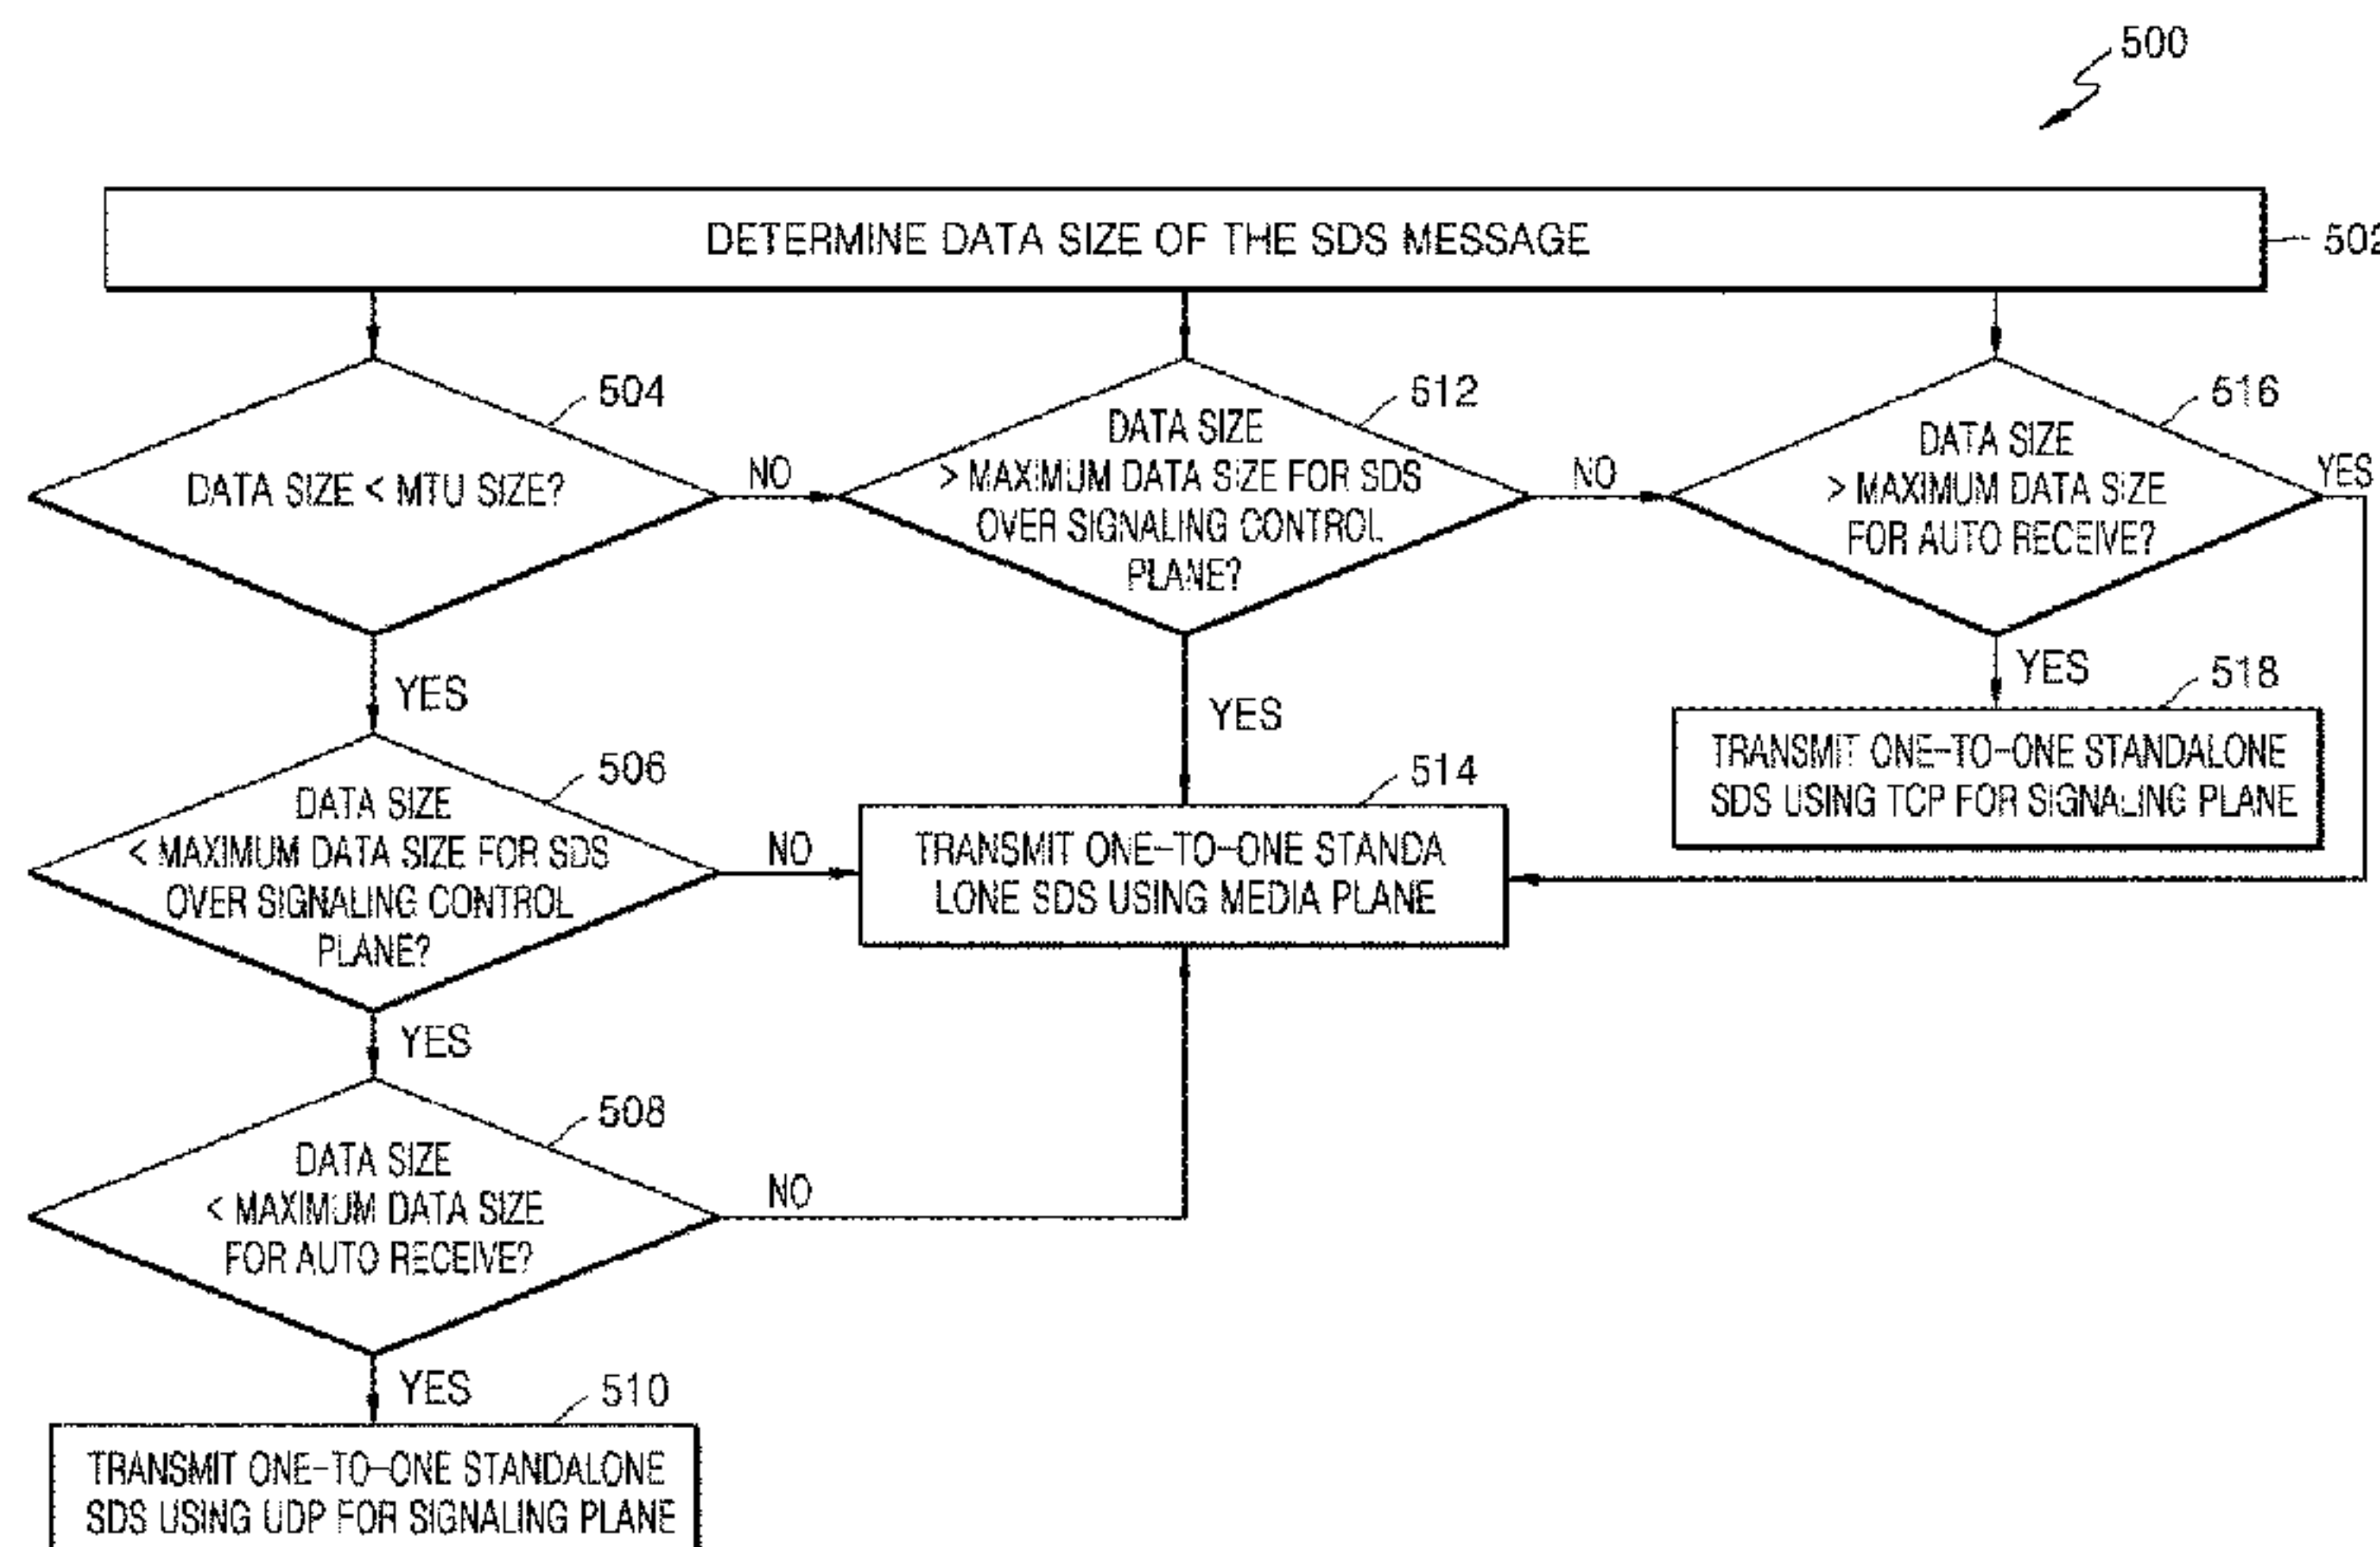 500
DETERMINE DATA SIZE OF THE SDS MESSAGE
502
504
DATA SIZE < MTU SIZE?
NO
YES
512
DATA SIZE
> MAXIMUM DATA SIZE FOR SDS
OVER SIGNALING CONTROL
PLANE?
NO
YES
516
DATA SIZE
> MAXIMUM DATA SIZE
FOR AUTO RECEIVE?
YES
YES
518
TRANSMIT ONE-TO-ONE STANDALONE
SDS USING TCP FOR SIGNALING PLANE
506
DATA SIZE
< MAXIMUM DATA SIZE FOR SDS
OVER SIGNALING CONTROL
PLANE?
NO
YES
514
TRANSMIT ONE-TO-ONE STANDA
LONE SDS USING MEDIA PLANE
508
DATA SIZE
< MAXIMUM DATA SIZE
FOR AUTO RECEIVE?
NO
YES
510
TRANSMIT ONE-TO-ONE STANDALONE
SDS USING UDP FOR SIGNALING PLANE